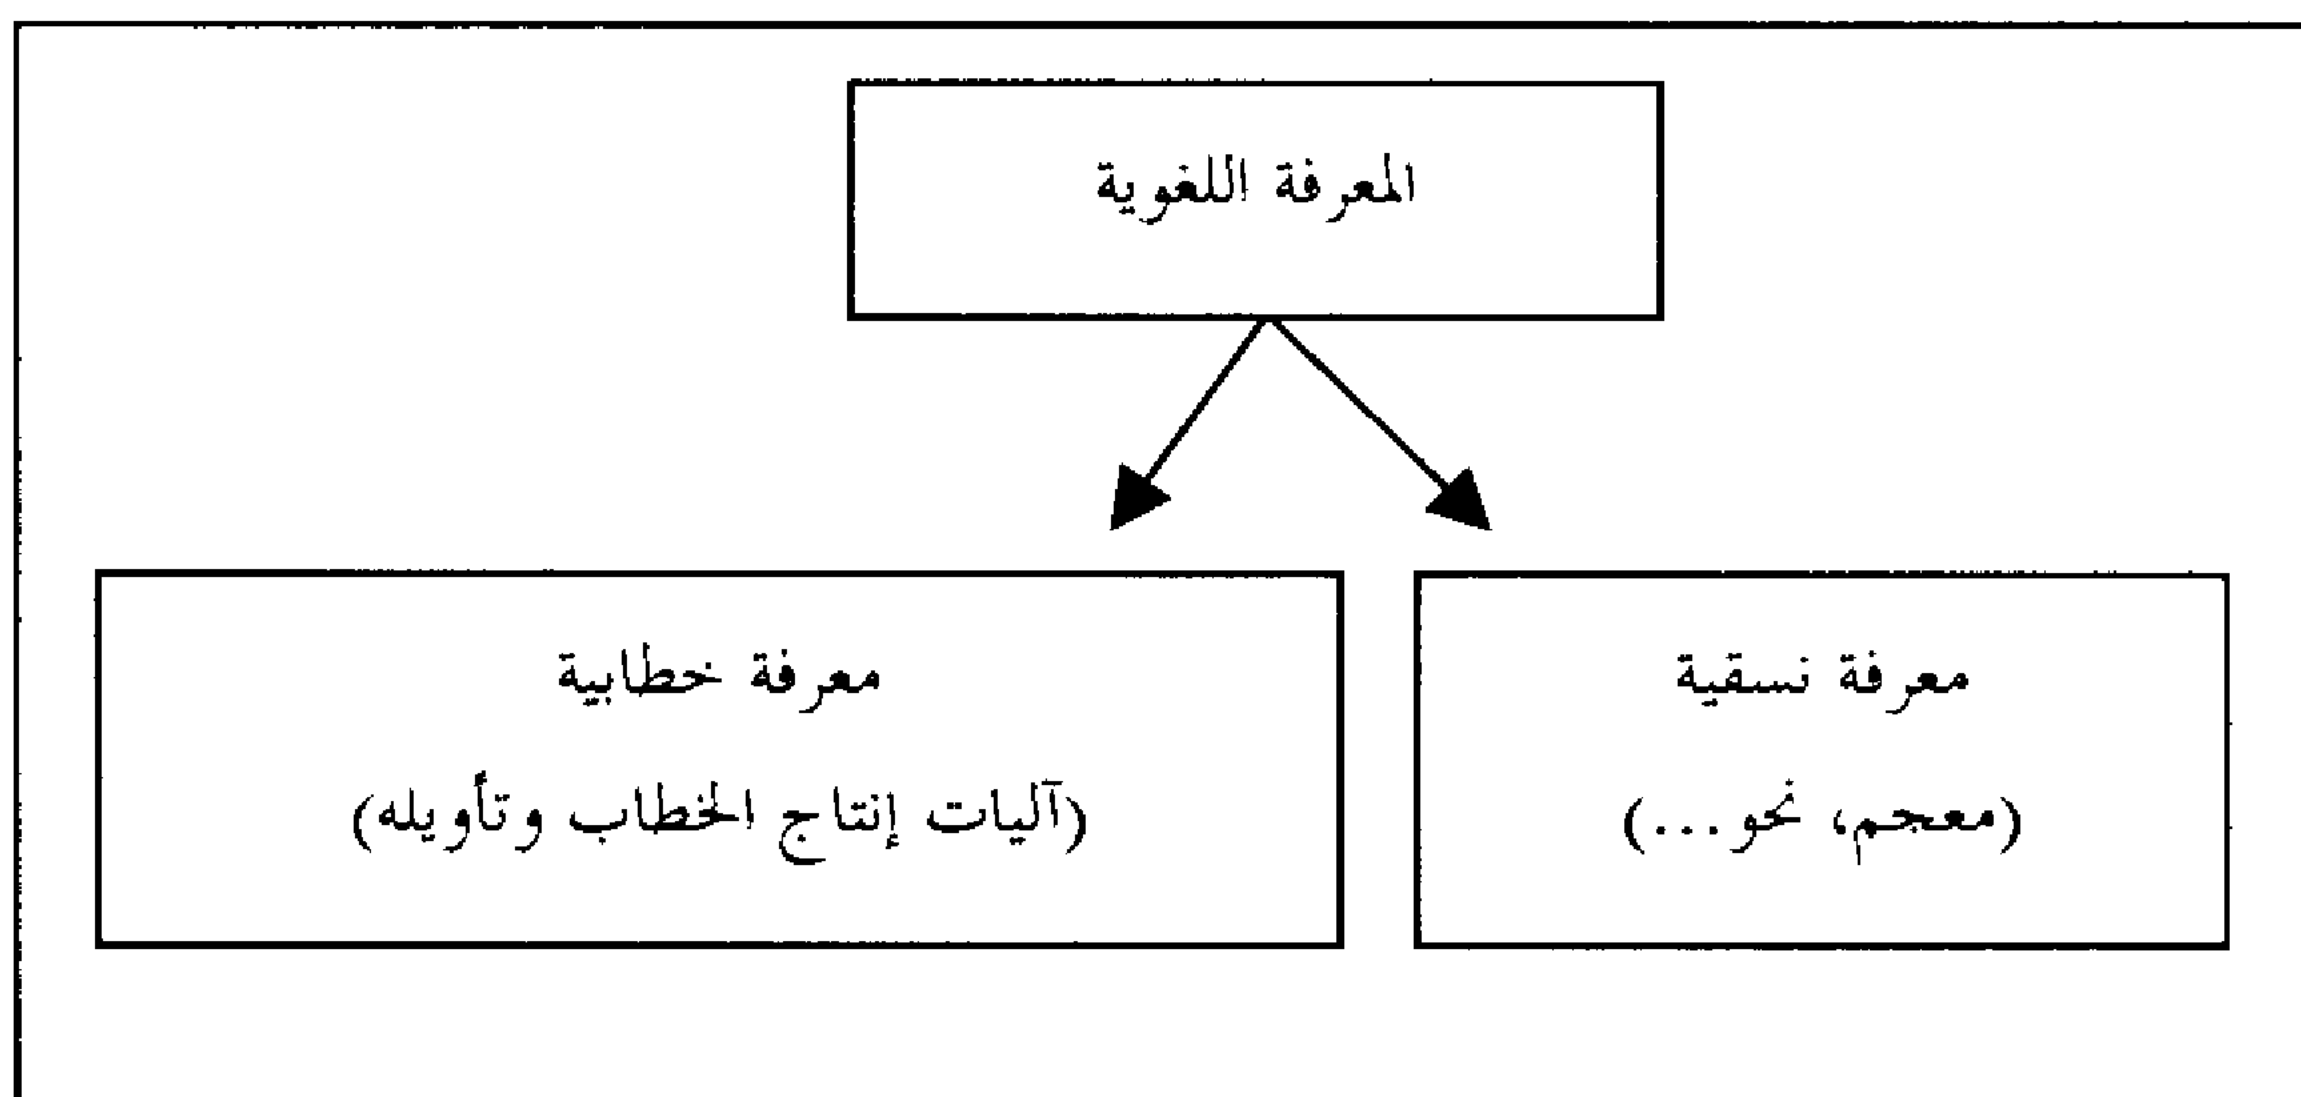 المعرفة اللغوية
معرفة نسقية
(معجم، نحو...)
معرفة خطابية
(آليات إنتاج الخطاب وتأويله)